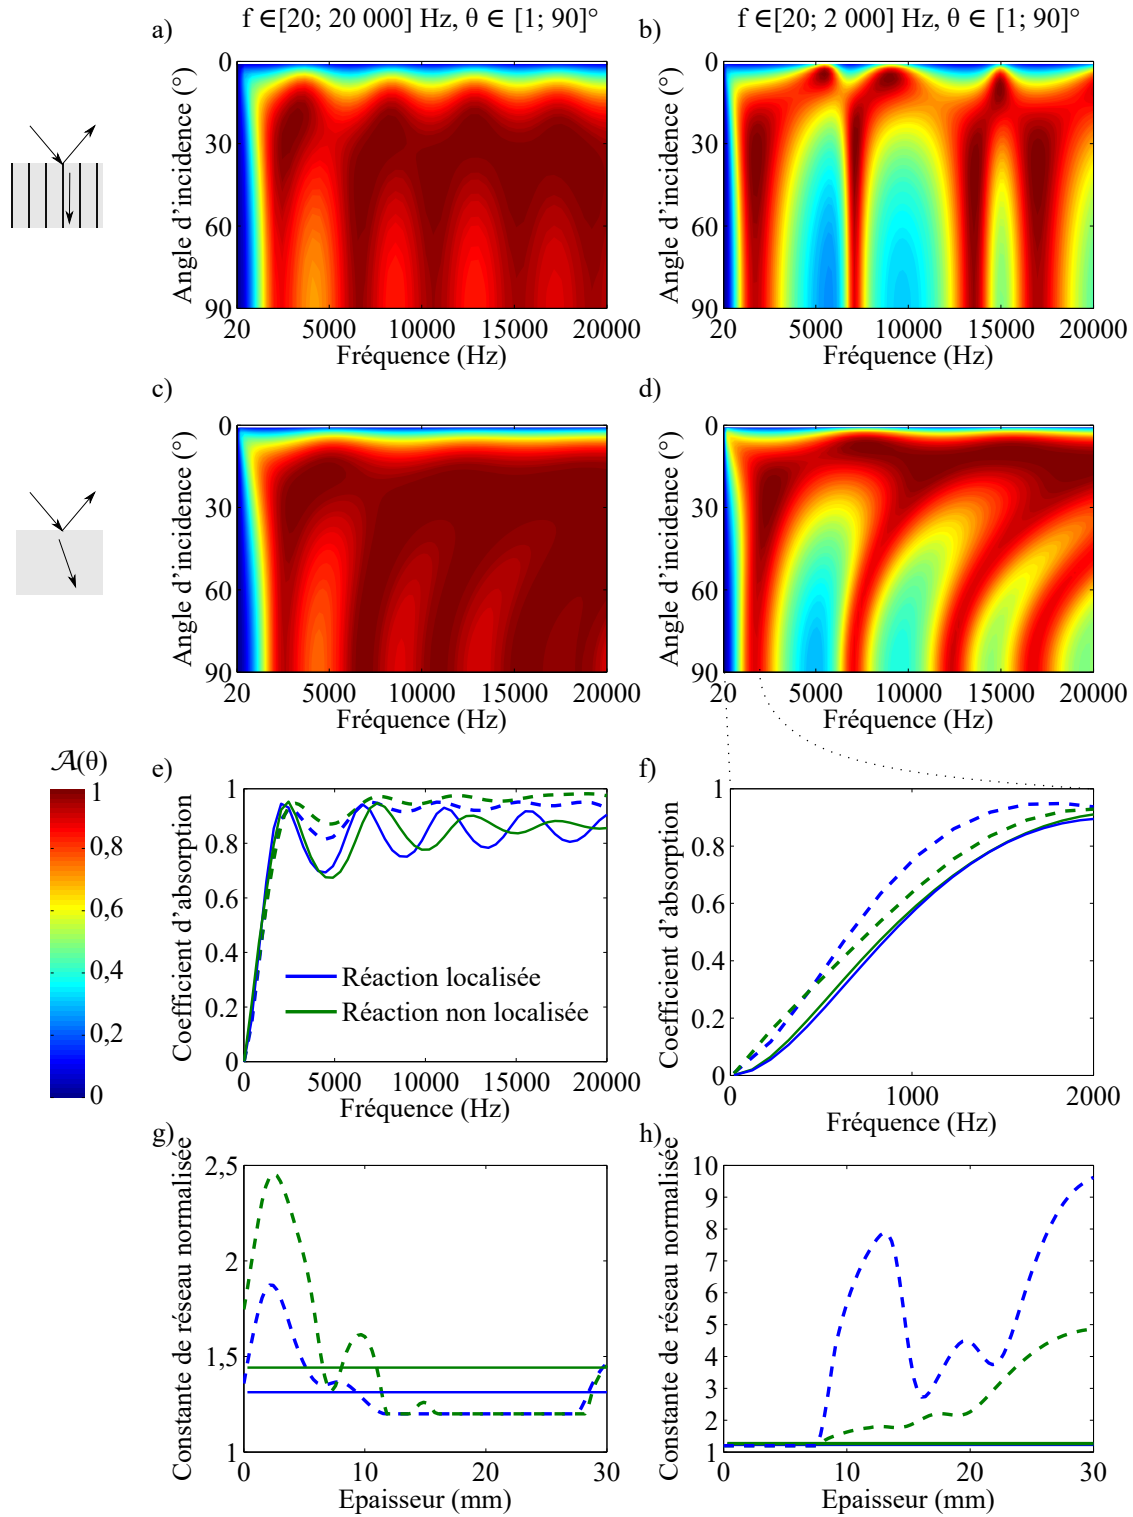 f ∈[20; 20 000] Hz, θ ∈ [1; 90]°
f ∈[20; 2 000] Hz, θ ∈ [1; 90]°
a)
Angle d’incidence (°)
0
30
60
90
20 5000 10000 15000 20000
Fréquence (Hz)
b)
Angle d’incidence (°)
0
30
60
90
20 5000 10000 15000 20000
Fréquence (Hz)
c)
Angle d’incidence (°)
0
30
60
90
20 5000 10000 15000 20000
Fréquence (Hz)
d)
Angle d’incidence (°)
0
30
60
90
20 5000 10000 15000 20000
Fréquence (Hz)
𝒜(θ)
1
0,8
0,6
0,4
0,2
0
e)
Coefficient d’absorption
1
0.8
0.6
0.4
0.2
0
Réaction localisée
Réaction non localisée
0 5000 10000 15000 20000
Fréquence (Hz)
f)
Coefficient d’absorption
1
0.8
0.6
0.4
0.2
0
0 1000 2000
Fréquence (Hz)
g)
Constante de réseau normalisée
2,5
2
1,5
1
0 10 20 30
Epaisseur (mm)
h)
Constante de réseau normalisée
10
9
8
7
6
5
4
3
2
1
0 10 20 30
Epaisseur (mm)